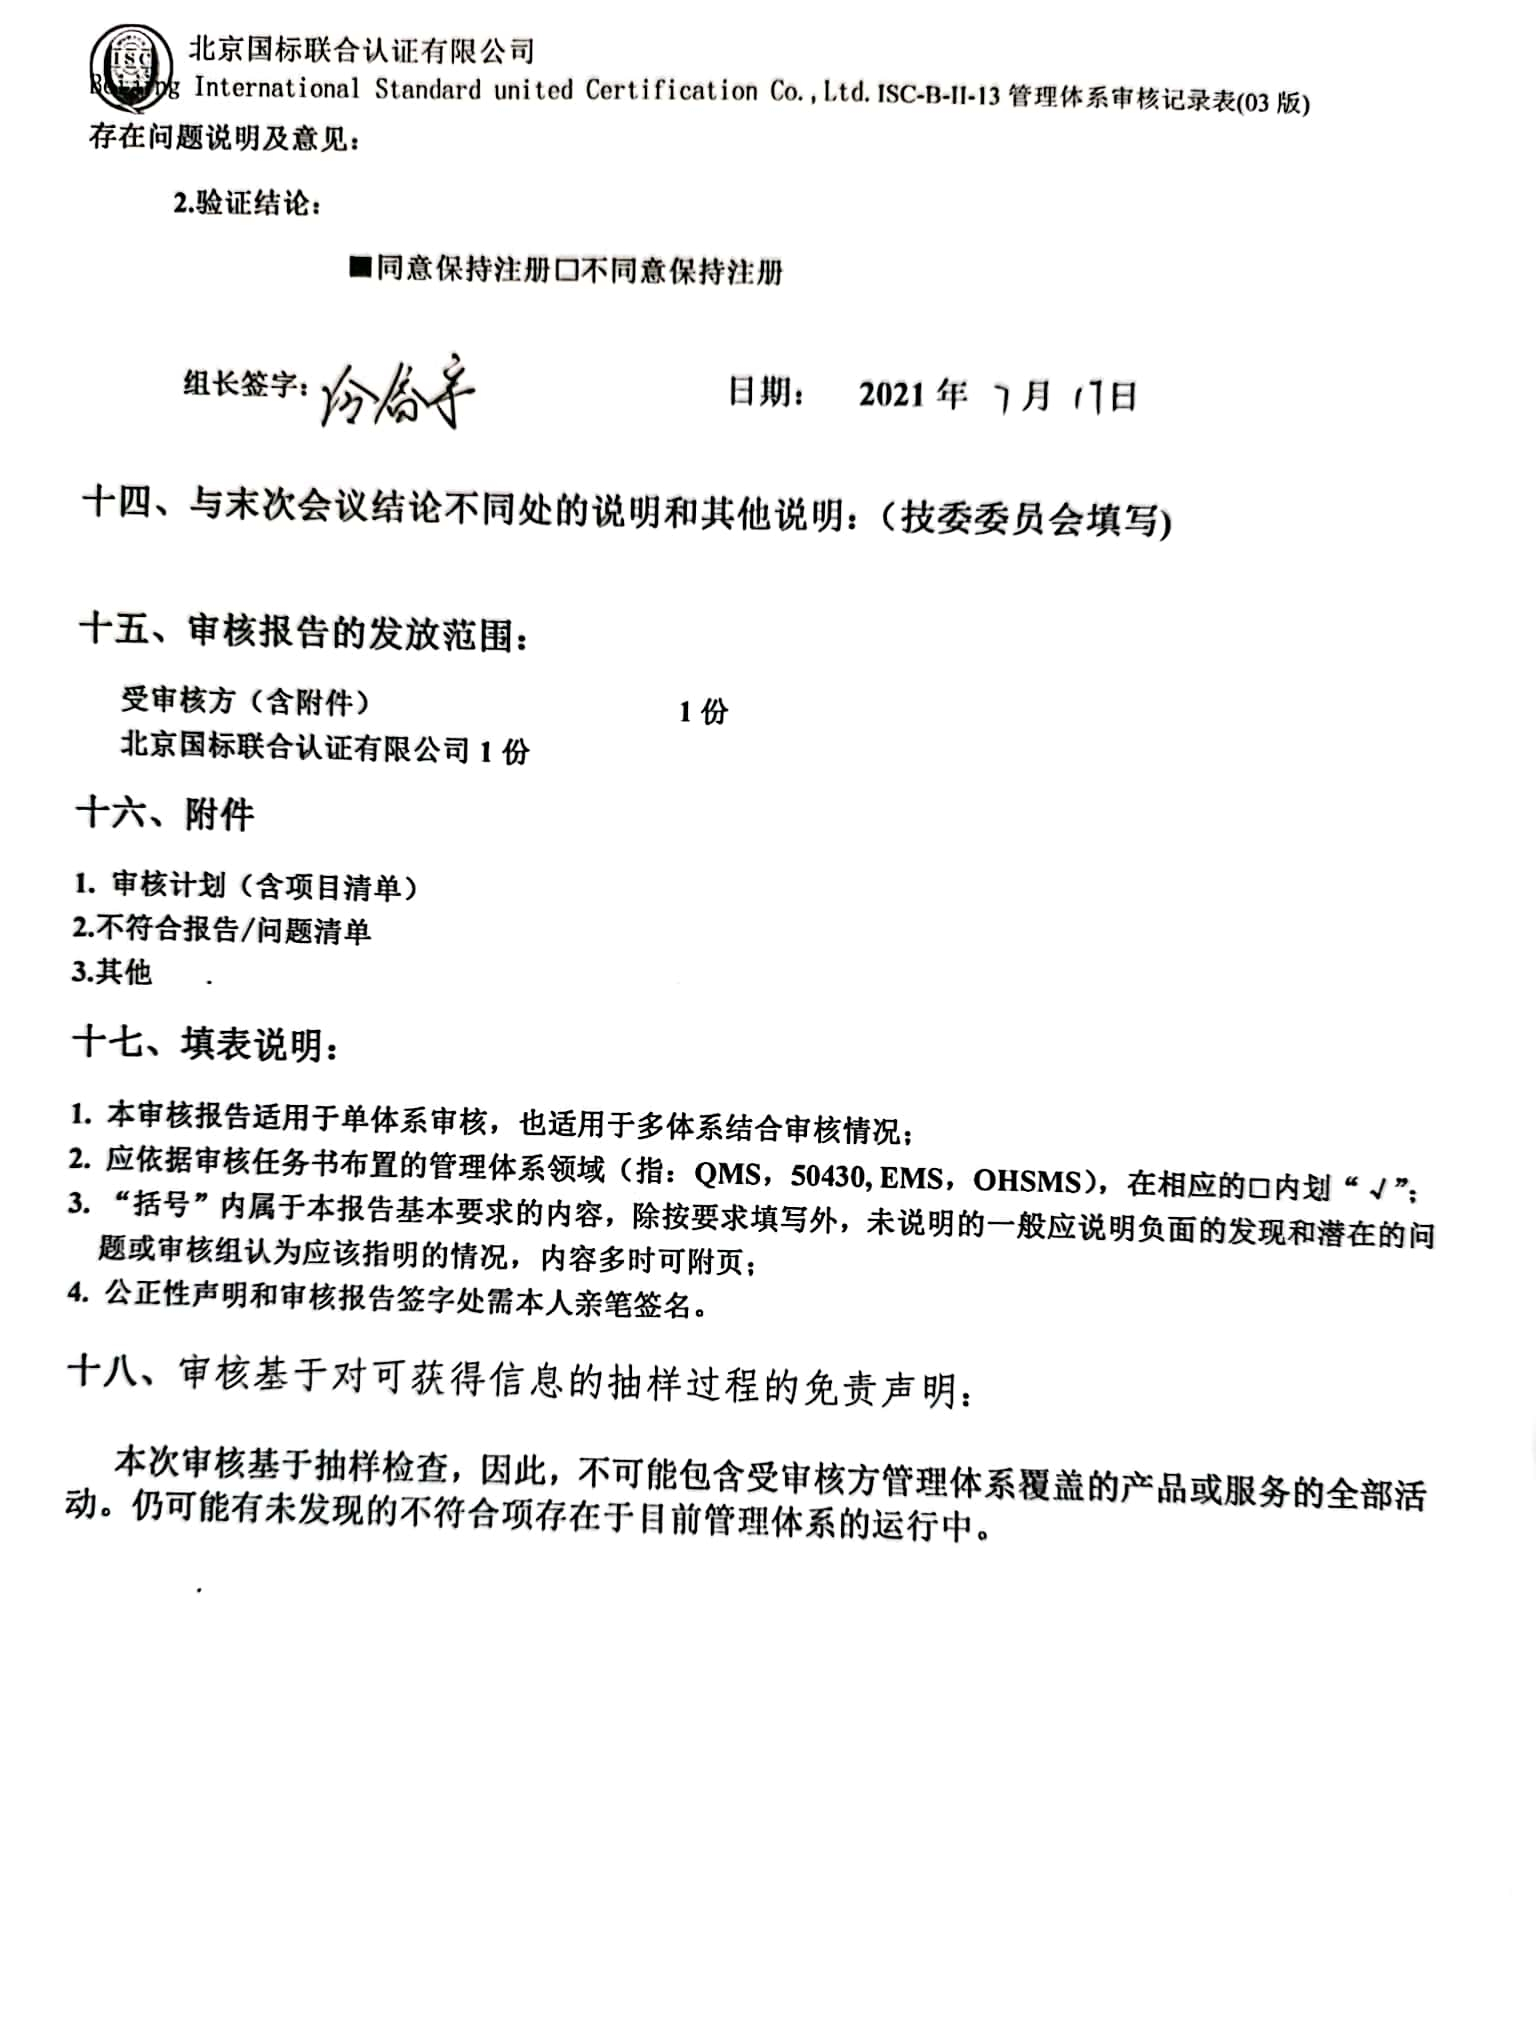 北京国标联合认证有限公司
Beijing International Standard united Certification Co.,Ltd. ISC-B-II-13 管理体系审核记录表(03 版)
ISC
存在问题说明及意见：
2.验证结论：
■同意保持注册□不同意保持注册
组长签字： 日期： 2021 年 7 月 17日
十四、与末次会议结论不同处的说明和其他说明：（技委委员会填写)
十五、审核报告的发放范围：
受审核方（含附件） 1 份
北京国标联合认证有限公司 1 份
十六、附件
1. 审核计划（含项目清单）
2.不符合报告/问题清单
3.其他
十七、填表说明：
1. 本审核报告适用于单体系审核，也适用于多体系结合审核情况；
2. 应依据审核任务书布置的管理体系领域（指：QMS，50430, EMS，OHSMS），在相应的□内划“√”；
3. “括号”内属于本报告基本要求的内容，除按要求填写外，未说明的一般应说明负面的发现和潜在的问
题或审核组认为应该指明的情况，内容多时可附页；
4. 公正性声明和审核报告签字处需本人亲笔签名。
十八、审核基于对可获得信息的抽样过程的免责声明：
本次审核基于抽样检查，因此，不可能包含受审核方管理体系覆盖的产品或服务的全部活
动。仍可能有未发现的不符合项存在于目前管理体系的运行中。